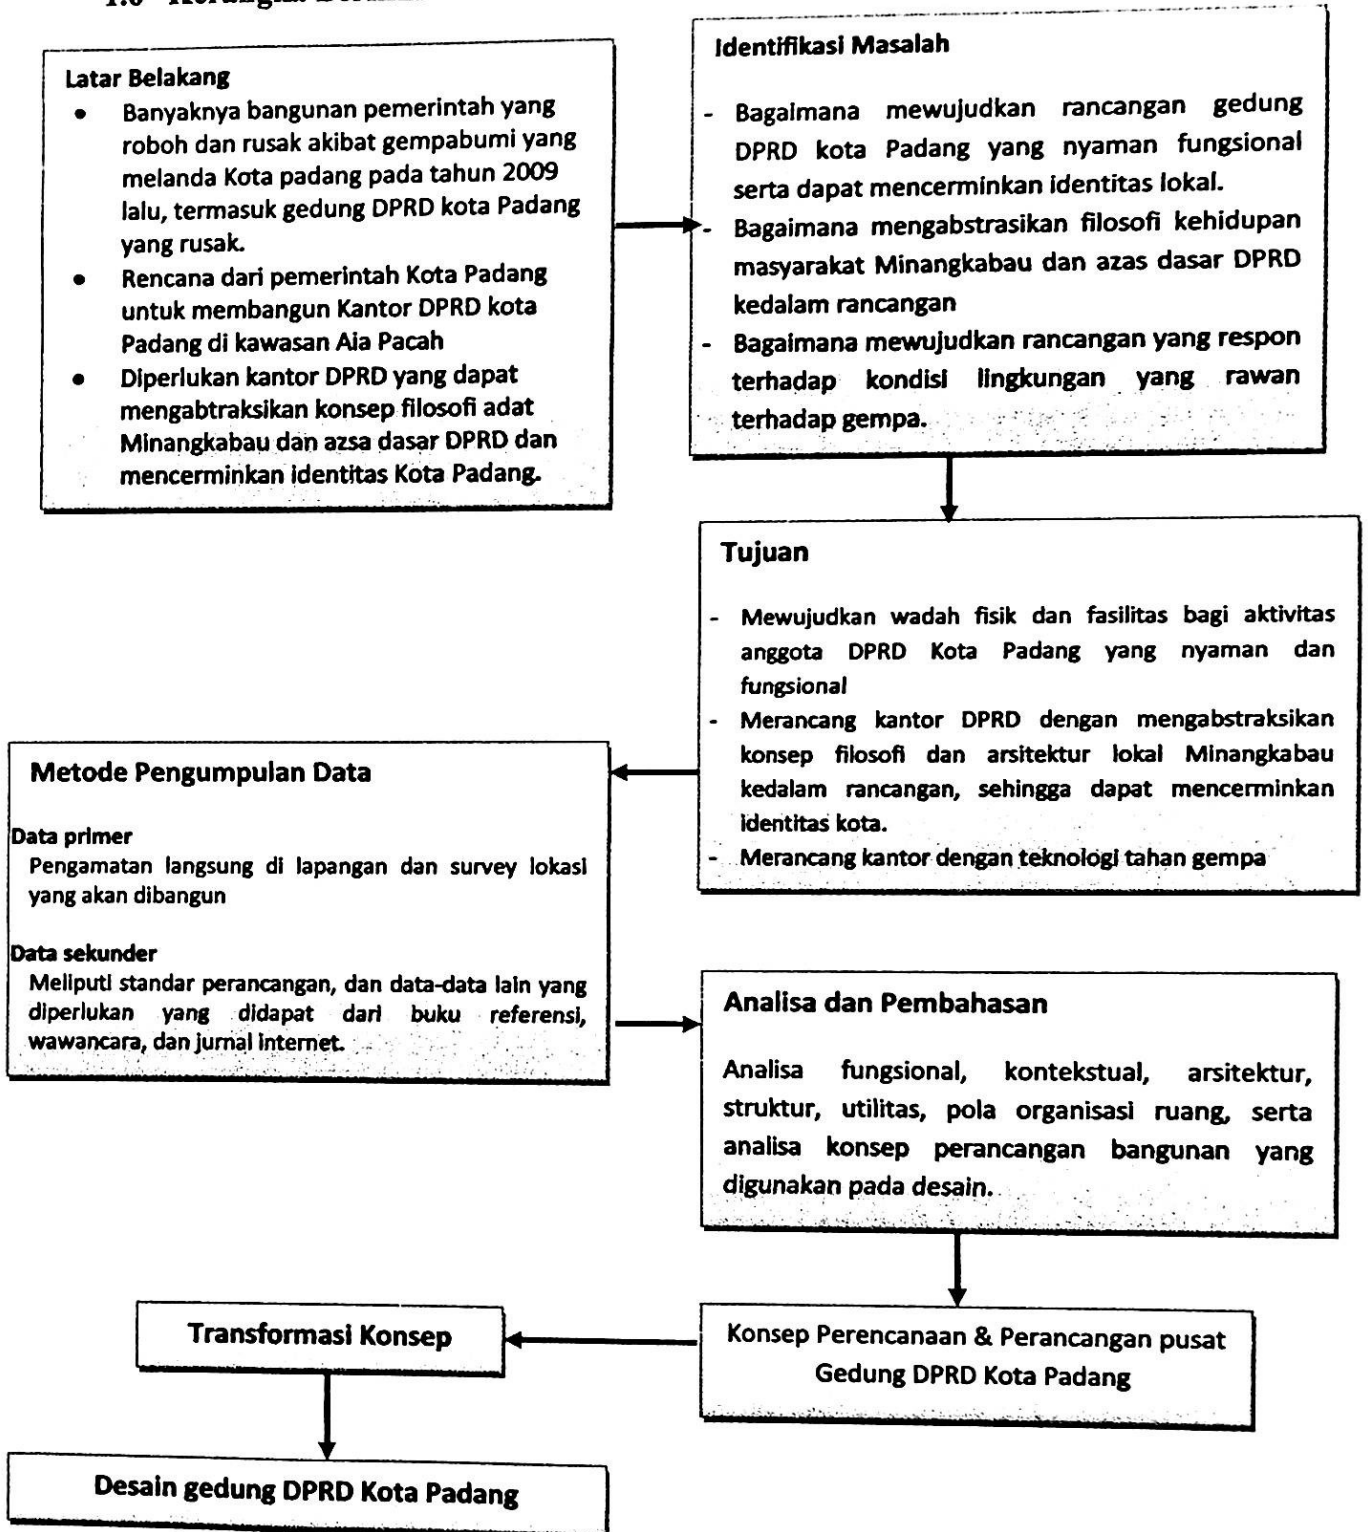 Latar Belakang
• Banyaknya bangunan pemerintah yang
roboh dan rusak akibat gempabumi yang
melanda Kota padang pada tahun 2009
lalu, termasuk gedung DPRD kota Padang
yang rusak.
• Rencana dari pemerintah Kota Padang
untuk membangun Kantor DPRD kota
Padang di kawasan Aia Pacah
• Diperlukan kantor DPRD yang dapat
mengabtraksikan konsep filosofi adat
Minangkabau dan azsa dasar DPRD dan
mencerminkan identitas Kota Padang.
Identifikasi Masalah
- Bagaimana mewujudkan rancangan gedung
DPRD kota Padang yang nyaman fungsional
serta dapat mencerminkan identitas lokal.
- Bagaimana mengabstrasikan filosofi kehidupan
masyarakat Minangkabau dan azas dasar DPRD
kedalam rancangan
- Bagaimana mewujudkan rancangan yang respon
terhadap kondisi lingkungan yang rawan
terhadap gempa.
Tujuan
- Mewujudkan wadah fisik dan fasilitas bagi aktivitas
anggota DPRD Kota Padang yang nyaman dan
fungsional
- Merancang kantor DPRD dengan mengabstraksikan
konsep filosofi dan arsitektur lokal Minangkabau
kedalam rancangan, sehingga dapat mencerminkan
identitas kota.
- Merancang kantor dengan teknologi tahan gempa
Metode Pengumpulan Data
Data primer
Pengamatan langsung di lapangan dan survey lokasi
yang akan dibangun
Data sekunder
Meliputi standar perancangan, dan data-data lain yang
diperlukan yang didapat dari buku referensi,
wawancara, dan jurnal internet.
Analisa dan Pembahasan
Analisa fungsional, kontekstual, arsitektur,
struktur, utilitas, pola organisasi ruang, serta
analisa konsep perancangan bangunan yang
digunakan pada desain.
Konsep Perencanaan & Perancangan pusat
Gedung DPRD Kota Padang
Transformasi Konsep
Desain gedung DPRD Kota Padang